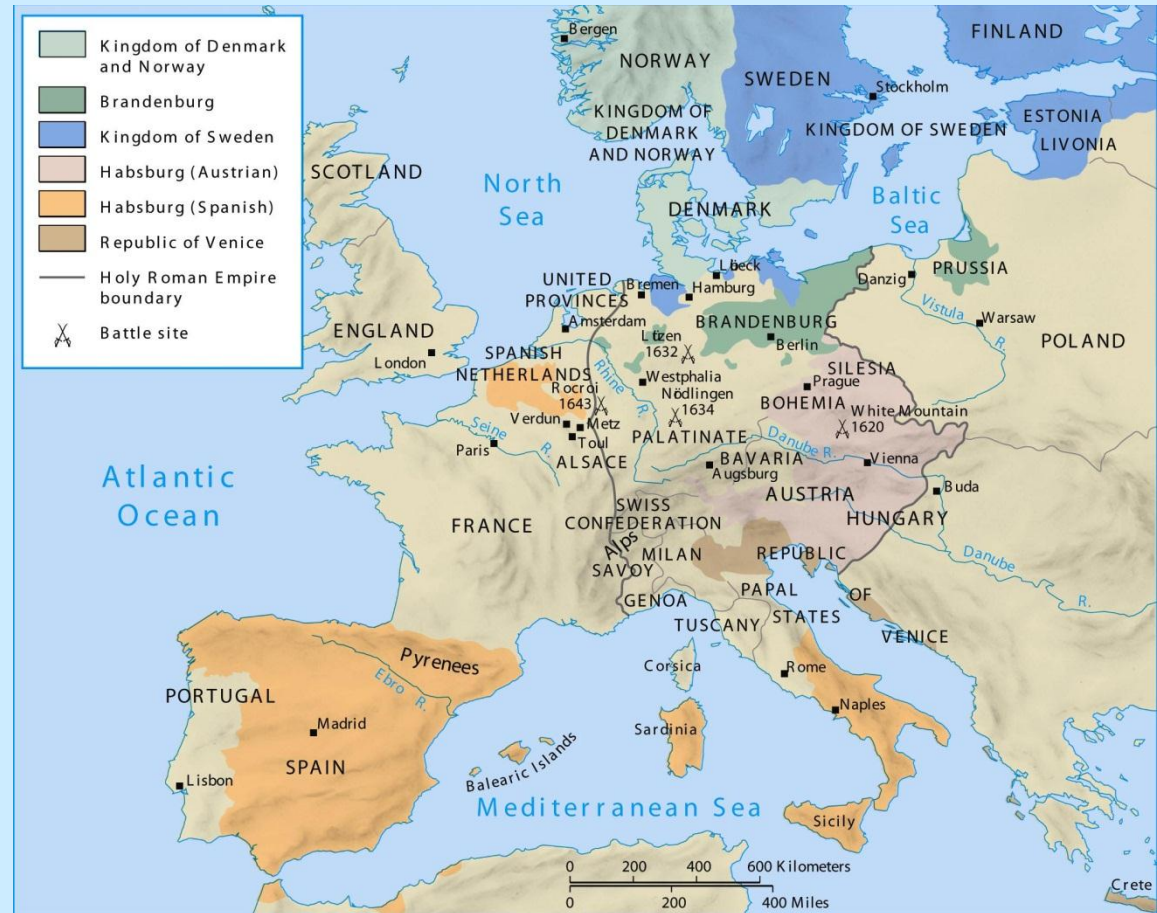 Kingdom of Denmark
and Norway
Brandenburg
Kingdom of Sweden
Habsburg (Austrian)
Habsburg (Spanish)
Republic of Venice
Holy Roman Empire
boundary
Battle site
Bergen
NORWAY
FINLAND
SWEDEN
Stockholm
KINGDOM OF
DENMARK
AND NORWAY
KINGDOM OF SWEDEN
ESTONIA
LIVONIA
SCOTLAND
North
Sea
DENMARK
Baltic
Sea
Lübeck
UNITED
PROVINCES
Bremen
Hamburg
Danzig
PRUSSIA
Vistula
R.
Warsaw
POLAND
ENGLAND
London
Amsterdam
BRANDENBURG
Berlin
Lützen
1632
SPANISH
NETHERLANDS
Rhine
R.
Westphalia
SILESIA
Prague
BOHEMIA
Rocroi
1643
Nödlingen
1634
White Mountain
1620
Verdun
Metz
Toul
Seine
R.
Paris
PALATINATE
ALSACE
Danube R.
BAVARIA
Augsburg
Vienna
Atlantic
Ocean
AUSTRIA
Buda
HUNGARY
FRANCE
SWISS
CONFEDERATION
Alps
MILAN
SAVOY
REPUBLIC
OF
VENICE
Danube
R.
GENOA
PAPAL
STATES
TUSCANY
Pyrenees
Ebro
R.
Corsica
Rome
PORTUGAL
Madrid
SPAIN
Lisbon
Sardinia
Naples
Balearic Islands
Mediterranean Sea
Sicily
0 200 400 600 Kilometers
0 200 400 Miles
Crete